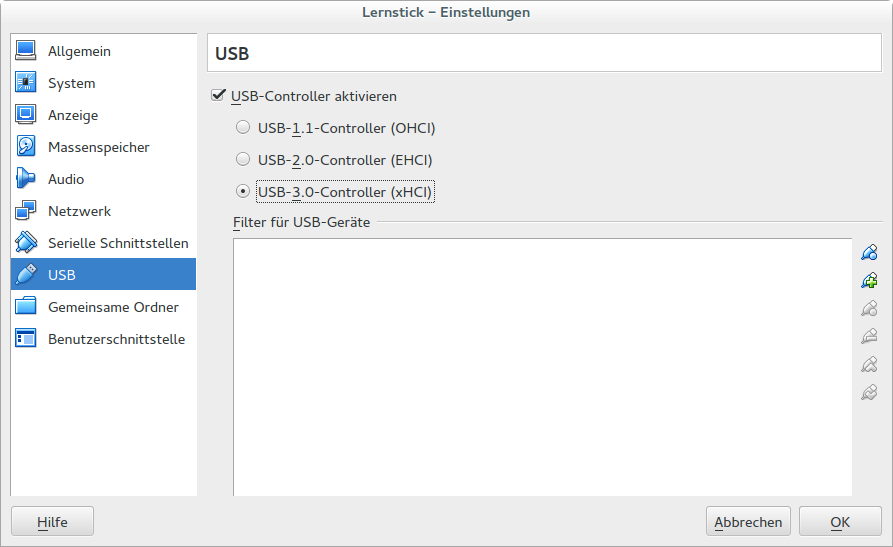 Lernstick – Einstellungen
Allgemein
System
Anzeige
Massenspeicher
Audio
Netzwerk
Serielle Schnittstellen
USB
Gemeinsame Ordner
Benutzerschnittstelle
USB
USB-Controller aktivieren
USB-1.1-Controller (OHCI)
USB-2.0-Controller (EHCI)
USB-3.0-Controller (xHCI)
Filter für USB-Geräte
Hilfe
Abbrechen
OK